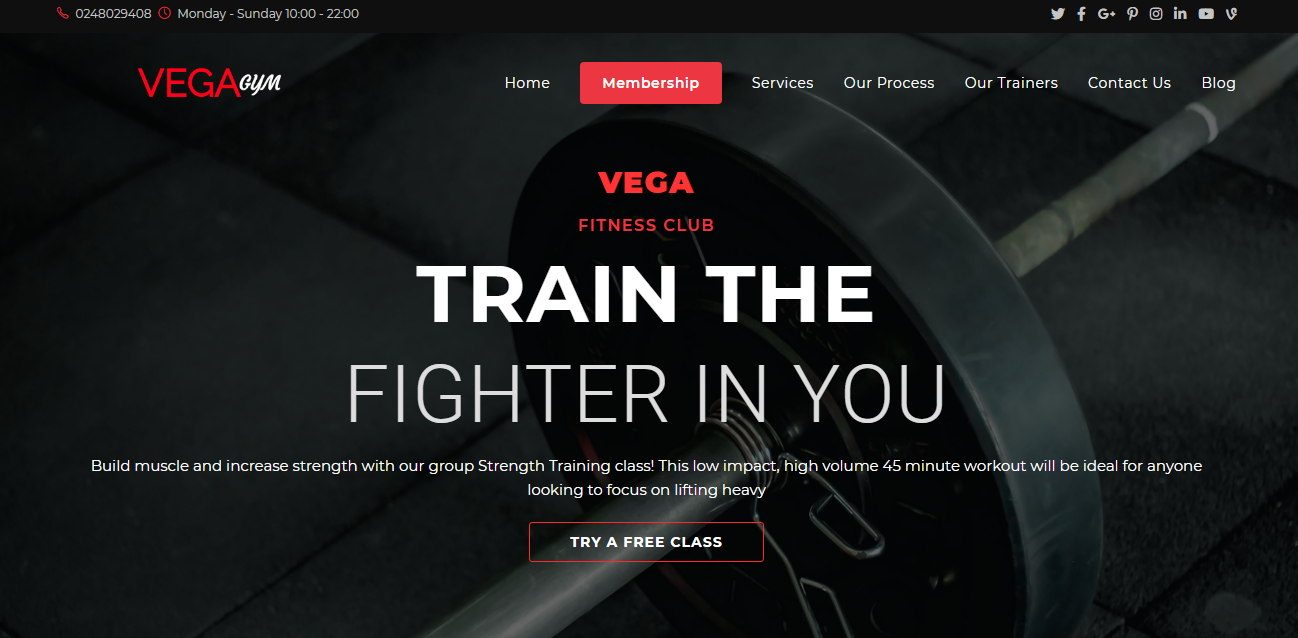 0248029408 Monday - Sunday 10:00 - 22:00
VEGA GYM
Home Membership Services Our Process Our Trainers Contact Us Blog
VEGA
FITNESS CLUB
TRAIN THE
FIGHTER IN YOU
Build muscle and increase strength with our group Strength Training class! This low impact, high volume 45 minute workout will be ideal for anyone
looking to focus on lifting heavy
TRY A FREE CLASS